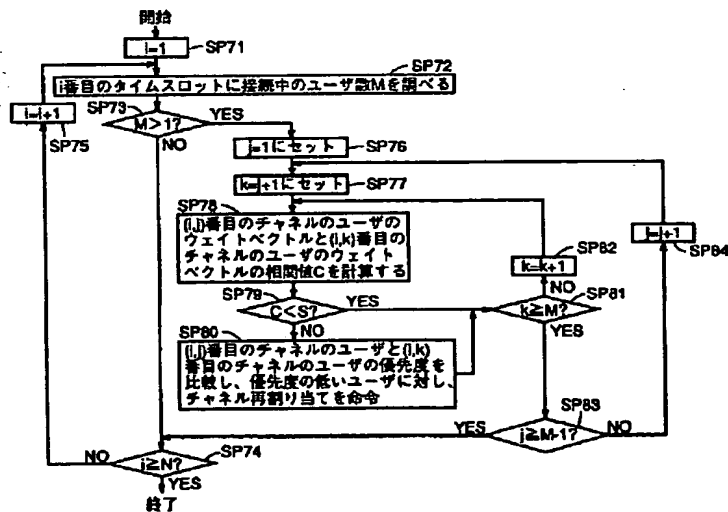 開始
i=1
SP71
SP72
i番目のタイムスロットに接続中のユーザ数Mを調べる
SP73
M>1?
YES
NO
i=i+1
SP75
j=1にセット
SP76
k=j+1にセット
SP77
SP78
(i,j)番目のチャネルのユーザの
ウェイトベクトルと(i,k)番目の
チャネルのユーザのウェイト
ベクトルの相関値Cを計算する
SP79
C<S?
YES
NO
SP80
(i,j)番目のチャネルのユーザと(i,k)
番目のチャネルのユーザの優先度を
比較し、優先度の低いユーザに対し、
チャネル再割り当てを命令
SP82
k=k+1
NO
SP81
k≧M?
YES
j=j+1
SP84
SP83
j≧M-1?
YES
NO
SP74
i≧N?
NO
YES
終了